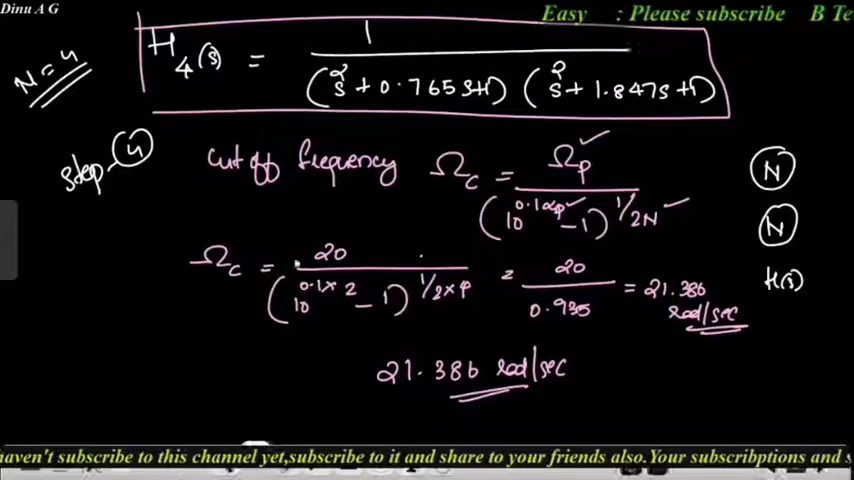 Dinu A G
Easy : Please subscribe B Te
N=4
H4(s) = 1 / (s²+0.765s+1) (s²+1.847s+1)
Step 4
Cut off frequency Ωc = Ωp / (10^0.1αp -1)^1/2N
N
N
H(s)
Ωc = 20 / (10^0.1×2 -1)^1/2×4 = 20 / 0.935 = 21.386 rad/sec
21.386 rad/sec
haven't subscribe to this channel yet,subscribe to it and share to your friends also.Your subscribptions and s